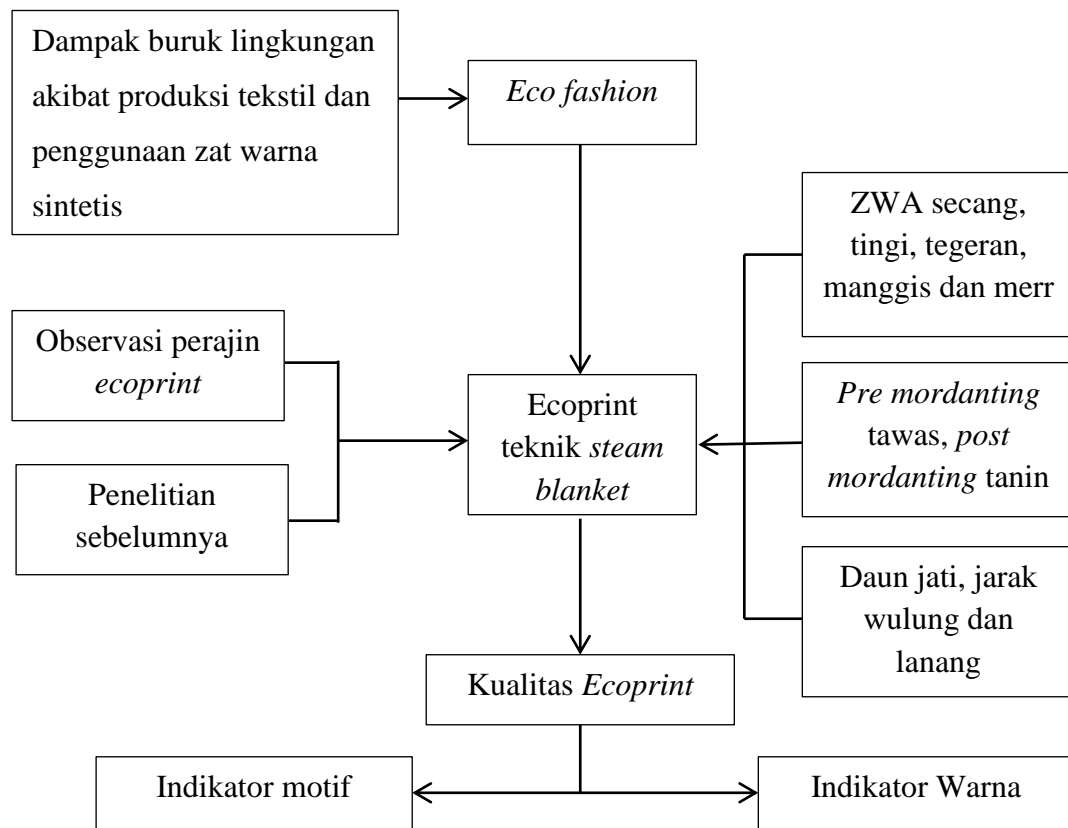 Dampak buruk lingkungan
akibat produksi tekstil dan
penggunaan zat warna
sintetis
Eco fashion
ZWA secang,
tingi, tegeran,
manggis dan merr
Observasi perajin
ecoprint
Penelitian
sebelumnya
Ecoprint
teknik steam
blanket
Pre mordanting
tawas, post
mordanting tanin
Daun jati, jarak
wulung dan
lanang
Kualitas Ecoprint
Indikator motif
Indikator Warna